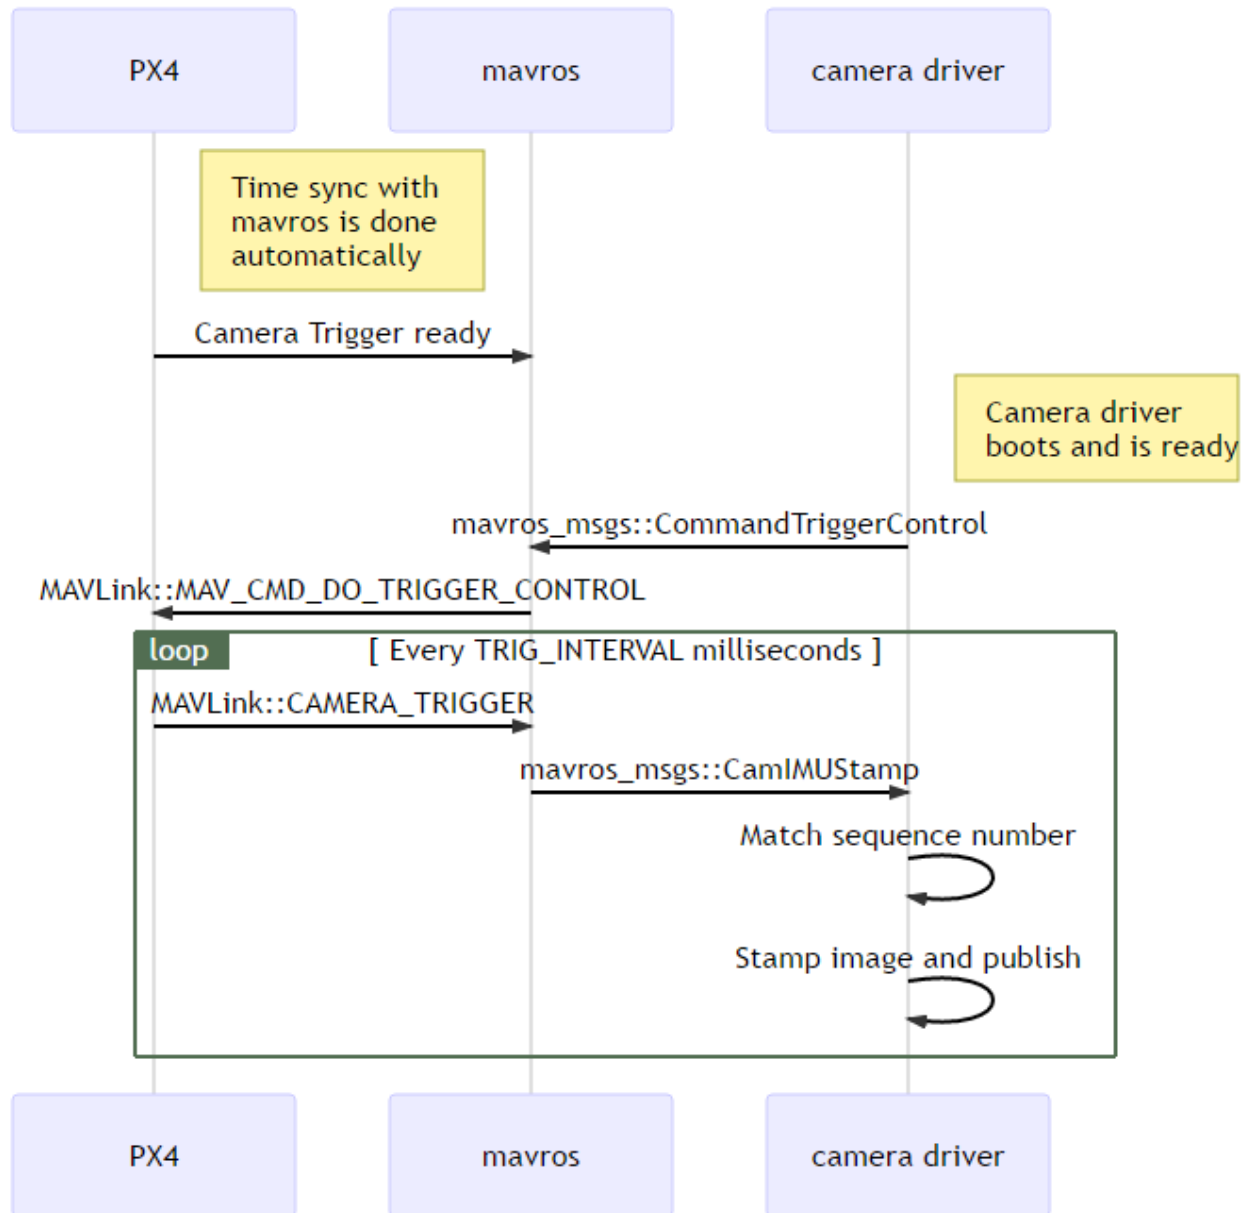 PX4
mavros
camera driver
Time sync with
mavros is done
automatically
Camera Trigger ready
Camera driver
boots and is ready
mavros_msgs::CommandTriggerControl
MAVLink::MAV_CMD_DO_TRIGGER_CONTROL
loop
[ Every TRIG_INTERVAL milliseconds ]
MAVLink::CAMERA_TRIGGER
mavros_msgs::CamIMUStamp
Match sequence number
Stamp image and publish
PX4
mavros
camera driver